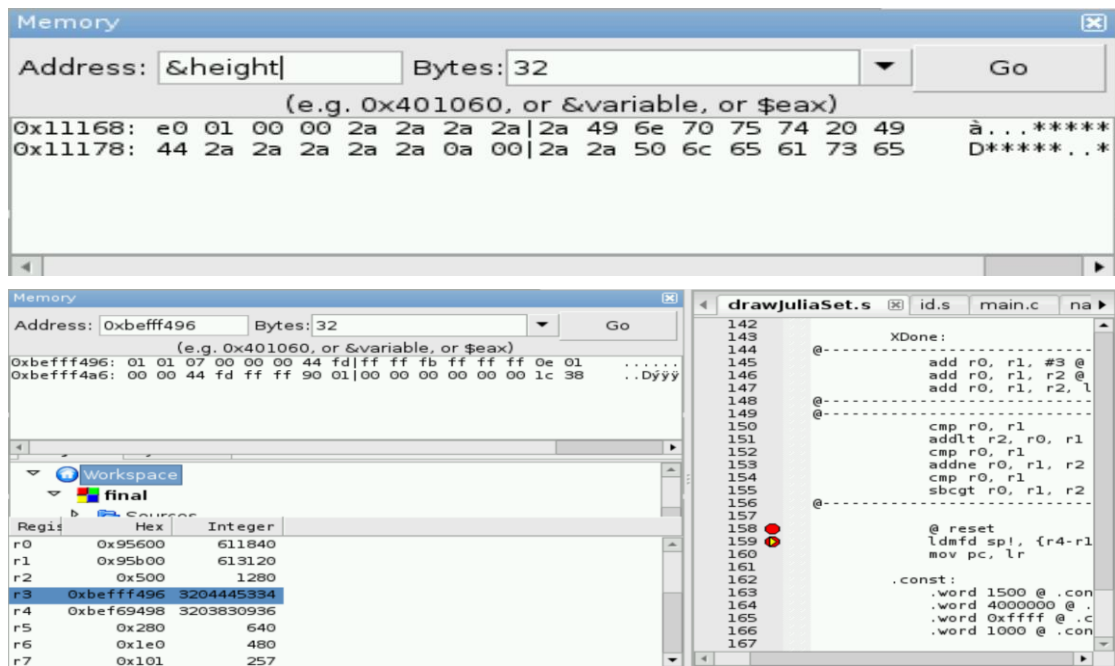 Memory
Address: &height Bytes: 32 Go
(e.g. 0x401060, or &variable, or $eax)
0x11168: e0 01 00 00 2a 2a 2a 2a|2a 49 6e 70 75 74 20 49 à...*****
0x11178: 44 2a 2a 2a 2a 2a 0a 00|2a 2a 50 6c 65 61 73 65 D*****..*
Memory
Address: 0xbefff496 Bytes: 32 Go
(e.g. 0x401060, or &variable, or $eax)
0xbefff496: 01 01 07 00 00 00 44 fd|ff ff fb ff ff ff 0e 01 ......
0xbefff4a6: 00 00 44 fd ff ff 90 01|00 00 00 00 00 00 1c 38 ..Dýÿÿ
Workspace
final
Sources
Regis Hex Integer
r0 0x95600 611840
r1 0x95b00 613120
r2 0x500 1280
r3 0xbefff496 3204445334
r4 0xbef69498 3203830936
r5 0x280 640
r6 0x1e0 480
r7 0x101 257
drawJuliaSet.s id.s main.c na
142
143 XDone:
144 @----------------------------
145 add r0, r1, #3 @
146 add r0, r1, r2 @
147 add r0, r1, r2, l
148 @----------------------------
149 @----------------------------
150 cmp r0, r1
151 addlt r2, r0, r1
152 cmp r0, r1
153 addne r0, r1, r2
154 cmp r0, r1
155 sbcgt r0, r1, r2
156 @----------------------------
157
158 @ reset
159 ldmfd sp!, {r4-r1
160 mov pc, lr
161
162 .const:
163 .word 1500 @ .con
164 .word 4000000 @ .
165 .word 0xffff @ .c
166 .word 1000 @ .con
167